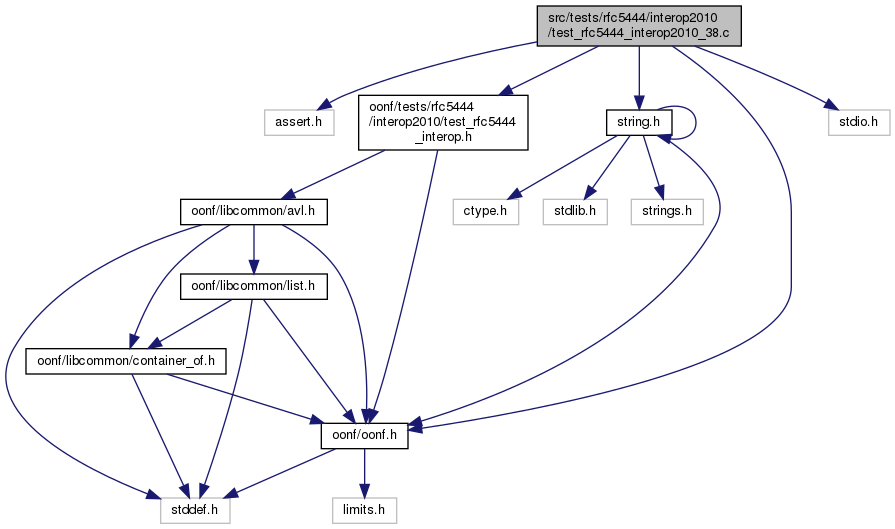 src/tests/rfc5444/interop2010
/test_rfc5444_interop2010_38.c
assert.h
oonf/tests/rfc5444
/interop2010/test_rfc5444
_interop.h
string.h
stdio.h
oonf/libcommon/avl.h
ctype.h
stdlib.h
strings.h
oonf/libcommon/list.h
oonf/libcommon/container_of.h
oonf/oonf.h
stddef.h
limits.h